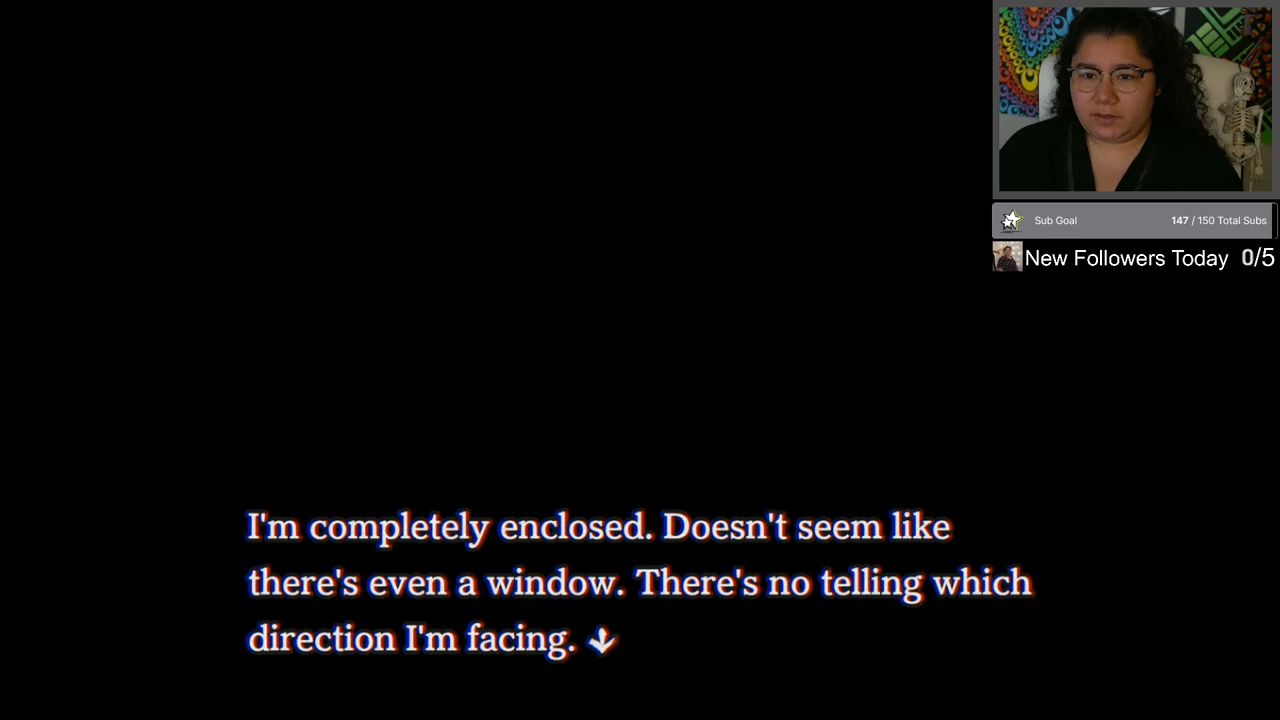 Sub Goal 147 / 150 Total Subs
New Followers Today 0/5
I'm completely enclosed. Doesn't seem like
there's even a window. There's no telling which
direction I'm facing.